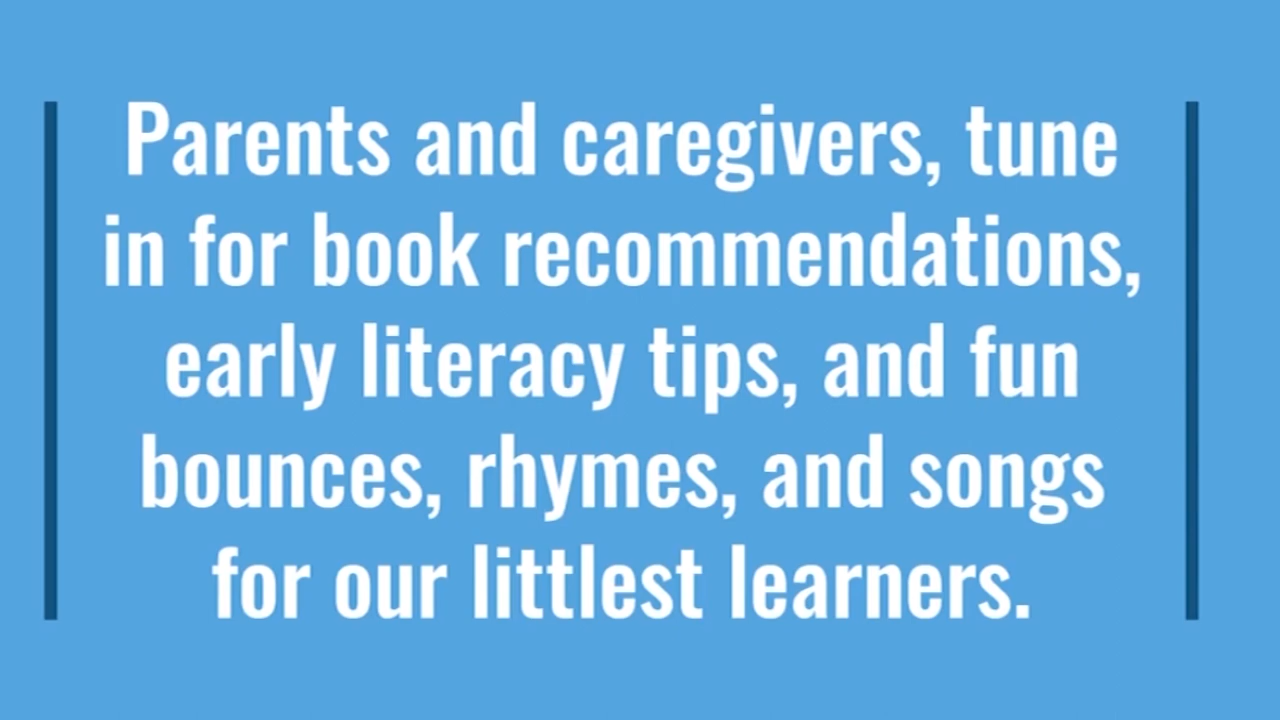 Parents and caregivers, tune
in for book recommendations,
early literacy tips, and fun
bounces, rhymes, and songs
for our littlest learners.